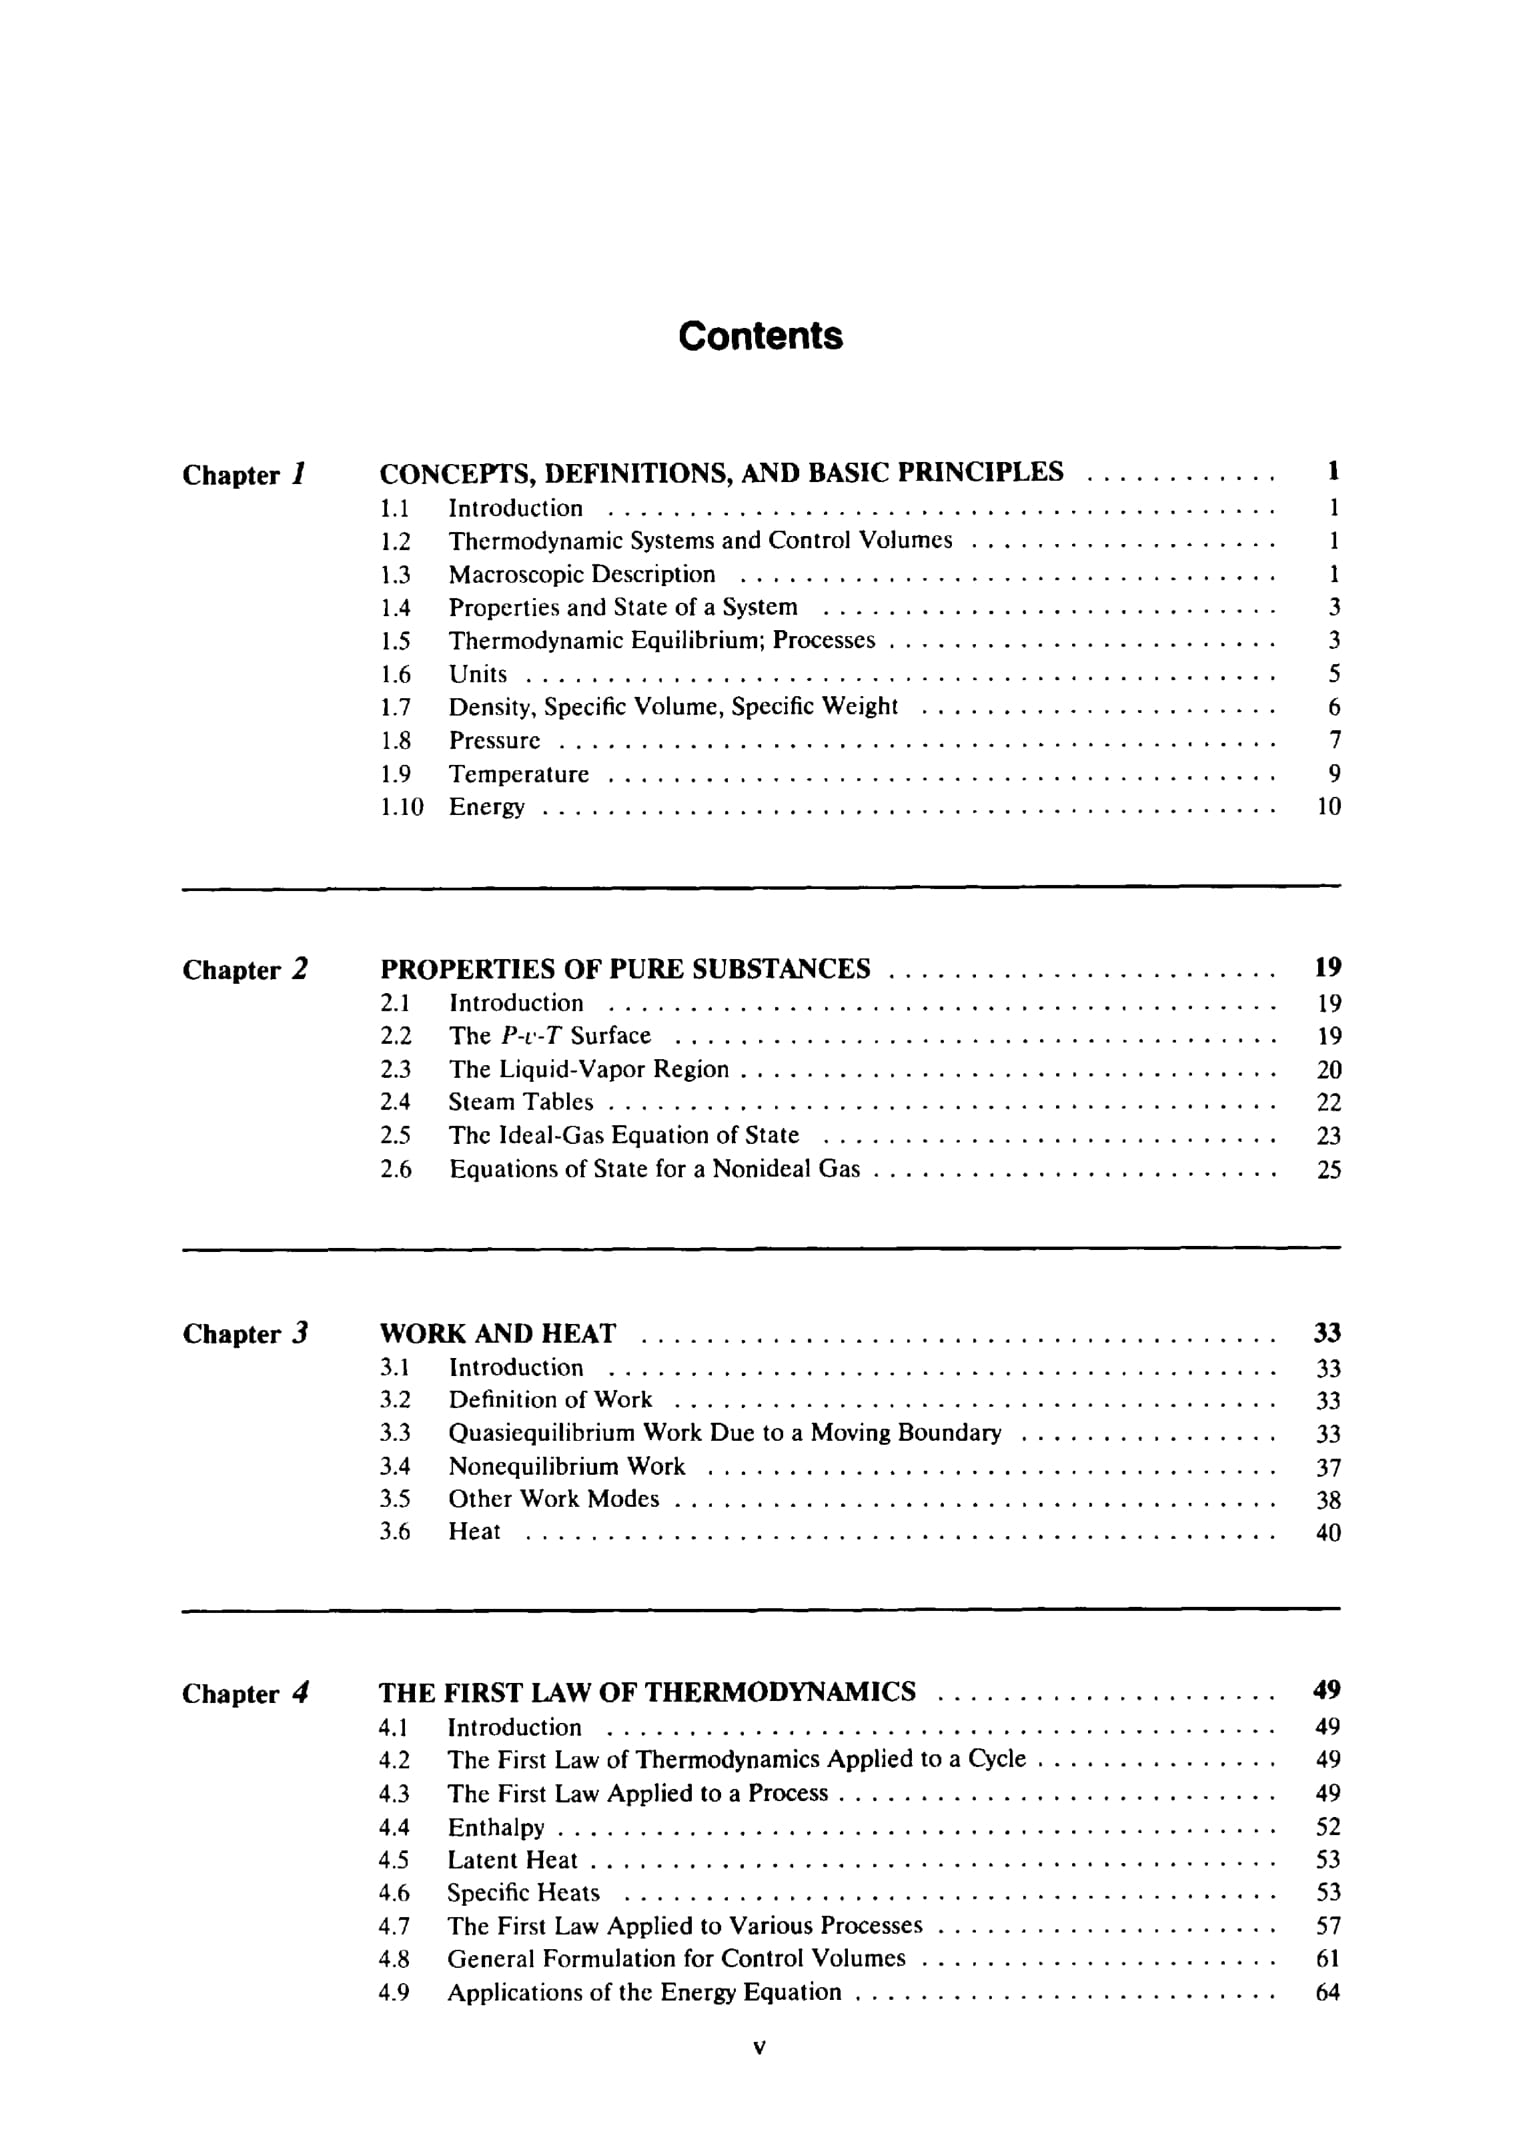 Contents
Chapter 1 CONCEPTS, DEFINITIONS, AND BASIC PRINCIPLES . . . . . . . . . . . . 1
1.1 Introduction . . . . . . . . . . . . 1
1.2 Thermodynamic Systems and Control Volumes . . . . . . . . . . . . 1
1.3 Macroscopic Description . . . . . . . . . . . . 1
1.4 Properties and State of a System . . . . . . . . . . . . 3
1.5 Thermodynamic Equilibrium; Processes . . . . . . . . . . . . 3
1.6 Units . . . . . . . . . . . . 5
1.7 Density, Specific Volume, Specific Weight . . . . . . . . . . . . 6
1.8 Pressure . . . . . . . . . . . . 7
1.9 Temperature . . . . . . . . . . . . 9
1.10 Energy . . . . . . . . . . . . 10
Chapter 2 PROPERTIES OF PURE SUBSTANCES . . . . . . . . . . . . 19
2.1 Introduction . . . . . . . . . . . . 19
2.2 The P-v-T Surface . . . . . . . . . . . . 19
2.3 The Liquid-Vapor Region . . . . . . . . . . . . 20
2.4 Steam Tables . . . . . . . . . . . . 22
2.5 The Ideal-Gas Equation of State . . . . . . . . . . . . 23
2.6 Equations of State for a Nonideal Gas . . . . . . . . . . . . 25
Chapter 3 WORK AND HEAT . . . . . . . . . . . . 33
3.1 Introduction . . . . . . . . . . . . 33
3.2 Definition of Work . . . . . . . . . . . . 33
3.3 Quasiequilibrium Work Due to a Moving Boundary . . . . . . . . . . . . 33
3.4 Nonequilibrium Work . . . . . . . . . . . . 37
3.5 Other Work Modes . . . . . . . . . . . . 38
3.6 Heat . . . . . . . . . . . . 40
Chapter 4 THE FIRST LAW OF THERMODYNAMICS . . . . . . . . . . . . 49
4.1 Introduction . . . . . . . . . . . . 49
4.2 The First Law of Thermodynamics Applied to a Cycle . . . . . . . . . . . . 49
4.3 The First Law Applied to a Process . . . . . . . . . . . . 49
4.4 Enthalpy . . . . . . . . . . . . 52
4.5 Latent Heat . . . . . . . . . . . . 53
4.6 Specific Heats . . . . . . . . . . . . 53
4.7 The First Law Applied to Various Processes . . . . . . . . . . . . 57
4.8 General Formulation for Control Volumes . . . . . . . . . . . . 61
4.9 Applications of the Energy Equation . . . . . . . . . . . . 64
v